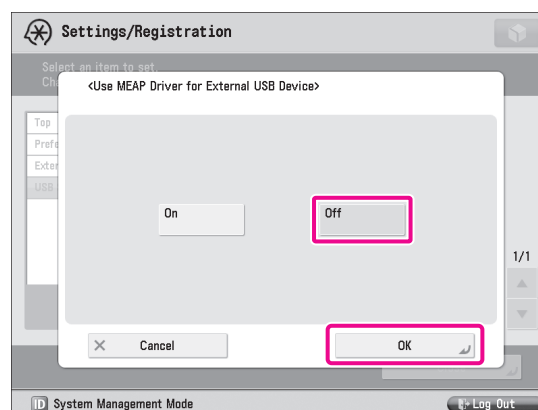 Settings/Registration
Select an item to set.
<Use MEAP Driver for External USB Device>
Top
On
Off
1/1
Cancel
OK
ID System Management Mode
Log Out